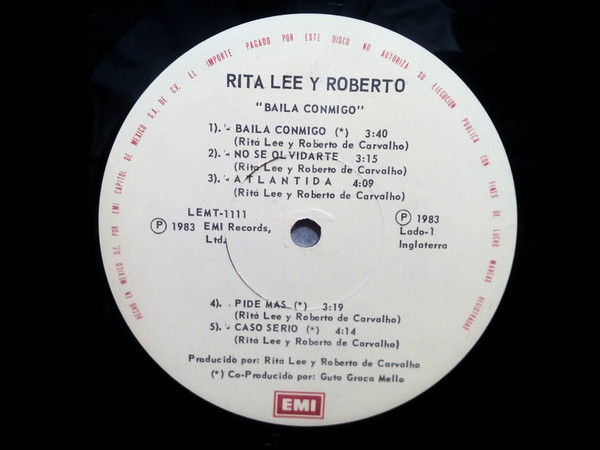 HECHO EN MEXICO D.F. POR EMI CAPITOL DE MEXICO S.A. DE C.V. EL IMPORTE PAGADO POR ESTE DISCO NO AUTORIZA SU EJECUCION PUBLICA CON FINES DE LUCRO MARCAS REGISTRADAS
RITA LEE Y ROBERTO
"BAILA CONMIGO"
1).'- BAILA CONMIGO (*) 3:40
(Rita Lee y Roberto de Carvalho)
2).'- NO SE OLVIDARTE 3:15
(Rita Lee y Roberto de Carvalho)
3).'- ATLANTIDA 4:09
(Rita Lee y Roberto de Carvalho)
LEMT-1111
Ⓟ 1983 EMI Records,
Ltd.
Ⓟ 1983
Lado-1
Inglaterra
4).'- PIDE MAS (*) 3:19
(Rita Lee y Roberto de Carvalho)
5).'- CASO SERIO (*) 4:14
(Rita Lee y Roberto de Carvalho)
Producido por: Rita Lee y Roberto de Carvalho
(*) Co-Producido por: Guto Graca Mello
EMI